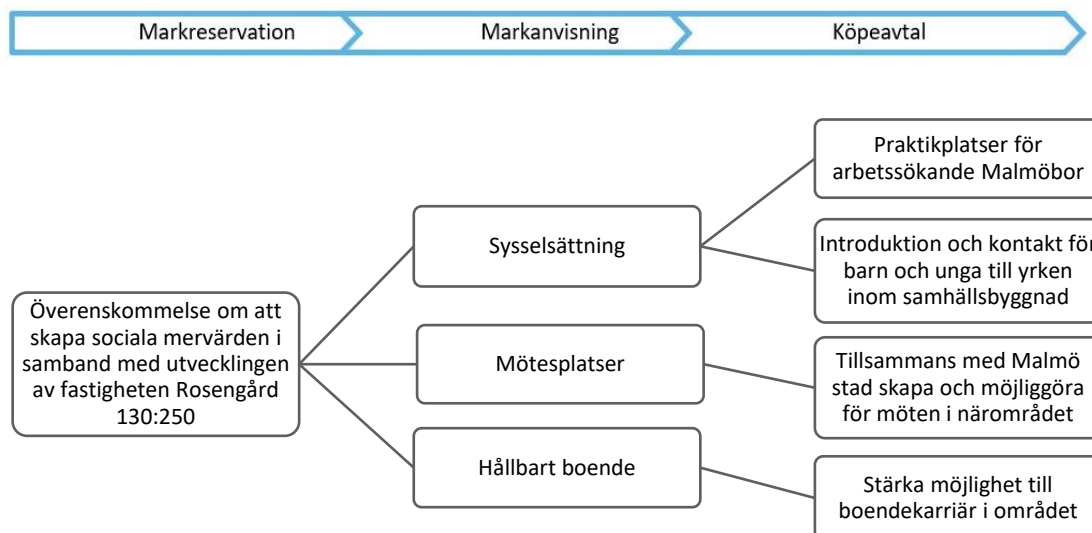 Markreservation
Markanvisning
Köpeavtal
Överenskommelse om att
skapa sociala mervärden i
samband med utvecklingen
av fastigheten Rosengård
130:250
Sysselsättning
Mötesplatser
Hållbart boende
Praktikplatser för
arbetssökande Malmöbor
Introduktion och kontakt för
barn och unga till yrken
inom samhällsbyggnad
Tillsammans med Malmö
stad skapa och möjliggöra
för möten i närområdet
Stärka möjlighet till
boendekarriär i området